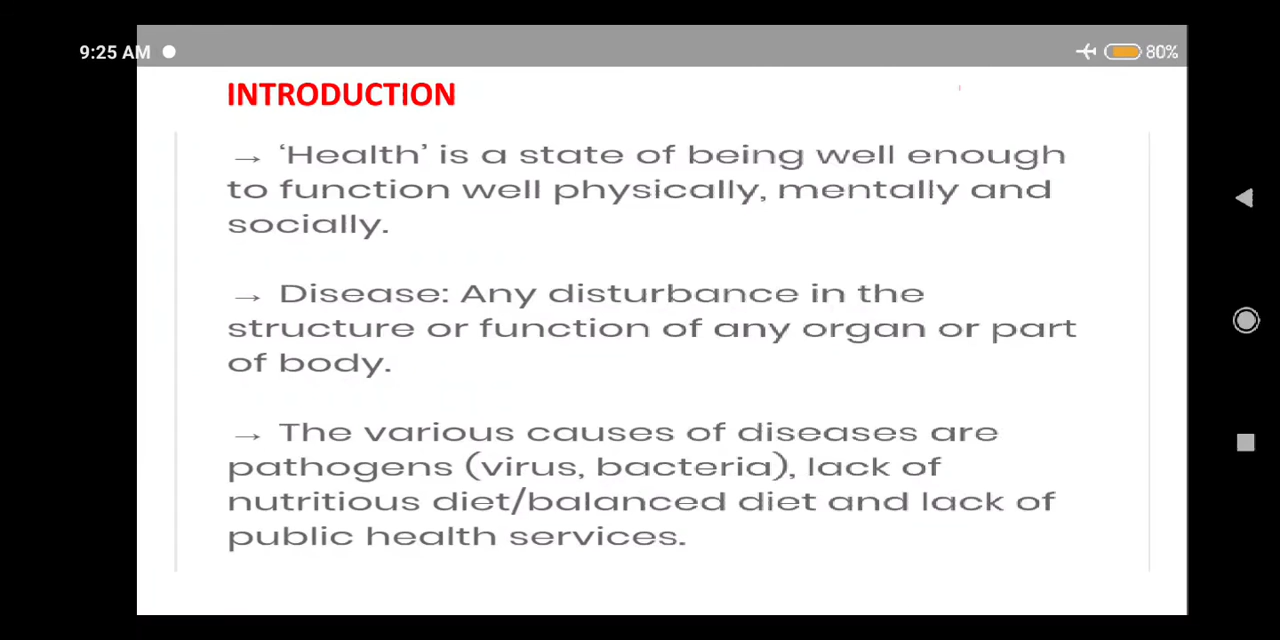 9:25 AM
80%
INTRODUCTION
→ ‘Health’ is a state of being well enough
to function well physically, mentally and
socially.
→ Disease: Any disturbance in the
structure or function of any organ or part
of body.
→ The various causes of diseases are
pathogens (virus, bacteria), lack of
nutritious diet/balanced diet and lack of
public health services.